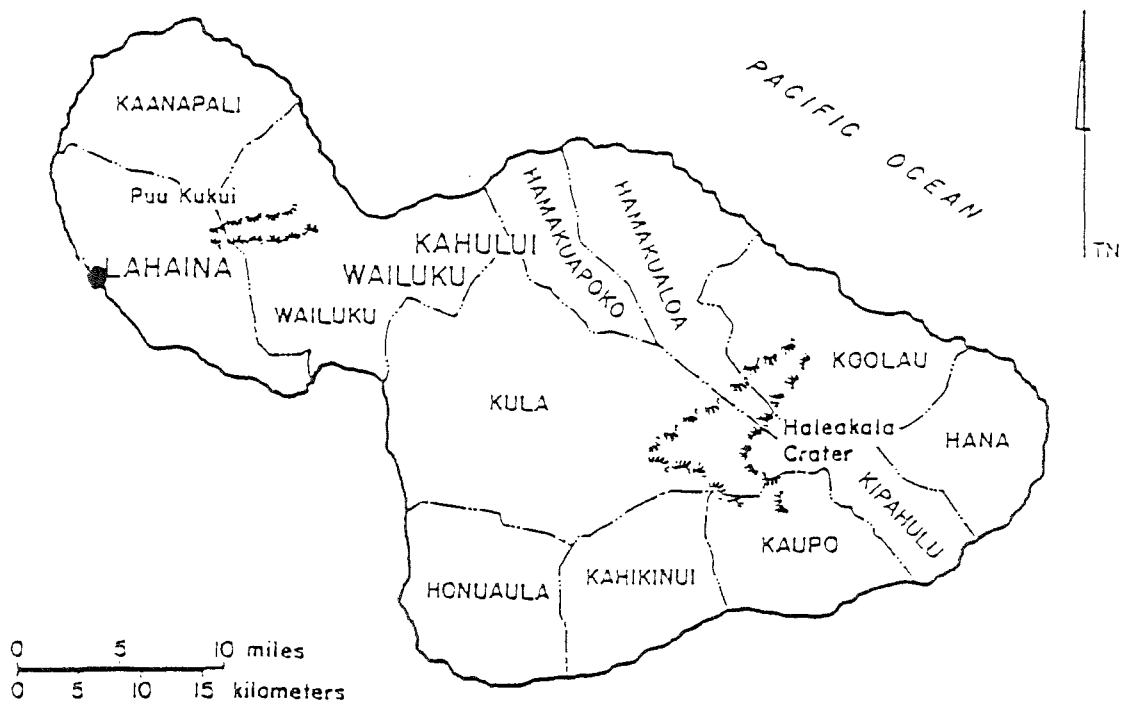 KAANAPALI
PACIFIC OCEAN
Puu Kukui
HAMAKUAPOKO
HAMAKUALOA
KAHULUI
TN
LAHAINA
WAILUKU
WAILUKU
KOOLAU
KULA
Haleakala
Crater
HANA
KIPAHULU
KAUPO
HONUAULA
KAHIKINUI
0 5 10 miles
0 5 10 15 kilometers